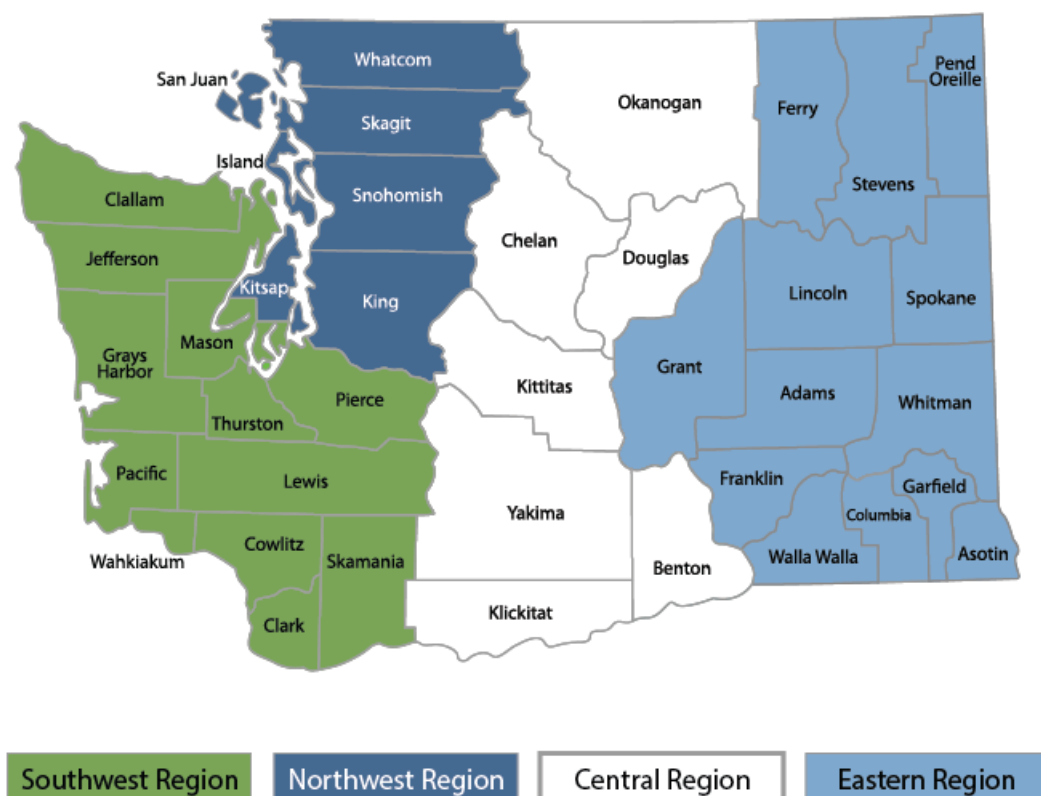 Whatcom
San Juan
Skagit
Island
Snohomish
King
Kitsap
Clallam
Jefferson
Grays
Harbor
Mason
Thurston
Pierce
Pacific
Lewis
Wahkiakum
Cowlitz
Skamania
Clark
Okanogan
Chelan
Douglas
Kittitas
Yakima
Klickitat
Benton
Ferry
Stevens
Pend
Oreille
Lincoln
Spokane
Grant
Adams
Whitman
Franklin
Walla Walla
Columbia
Garfield
Asotin
Southwest Region
Northwest Region
Central Region
Eastern Region